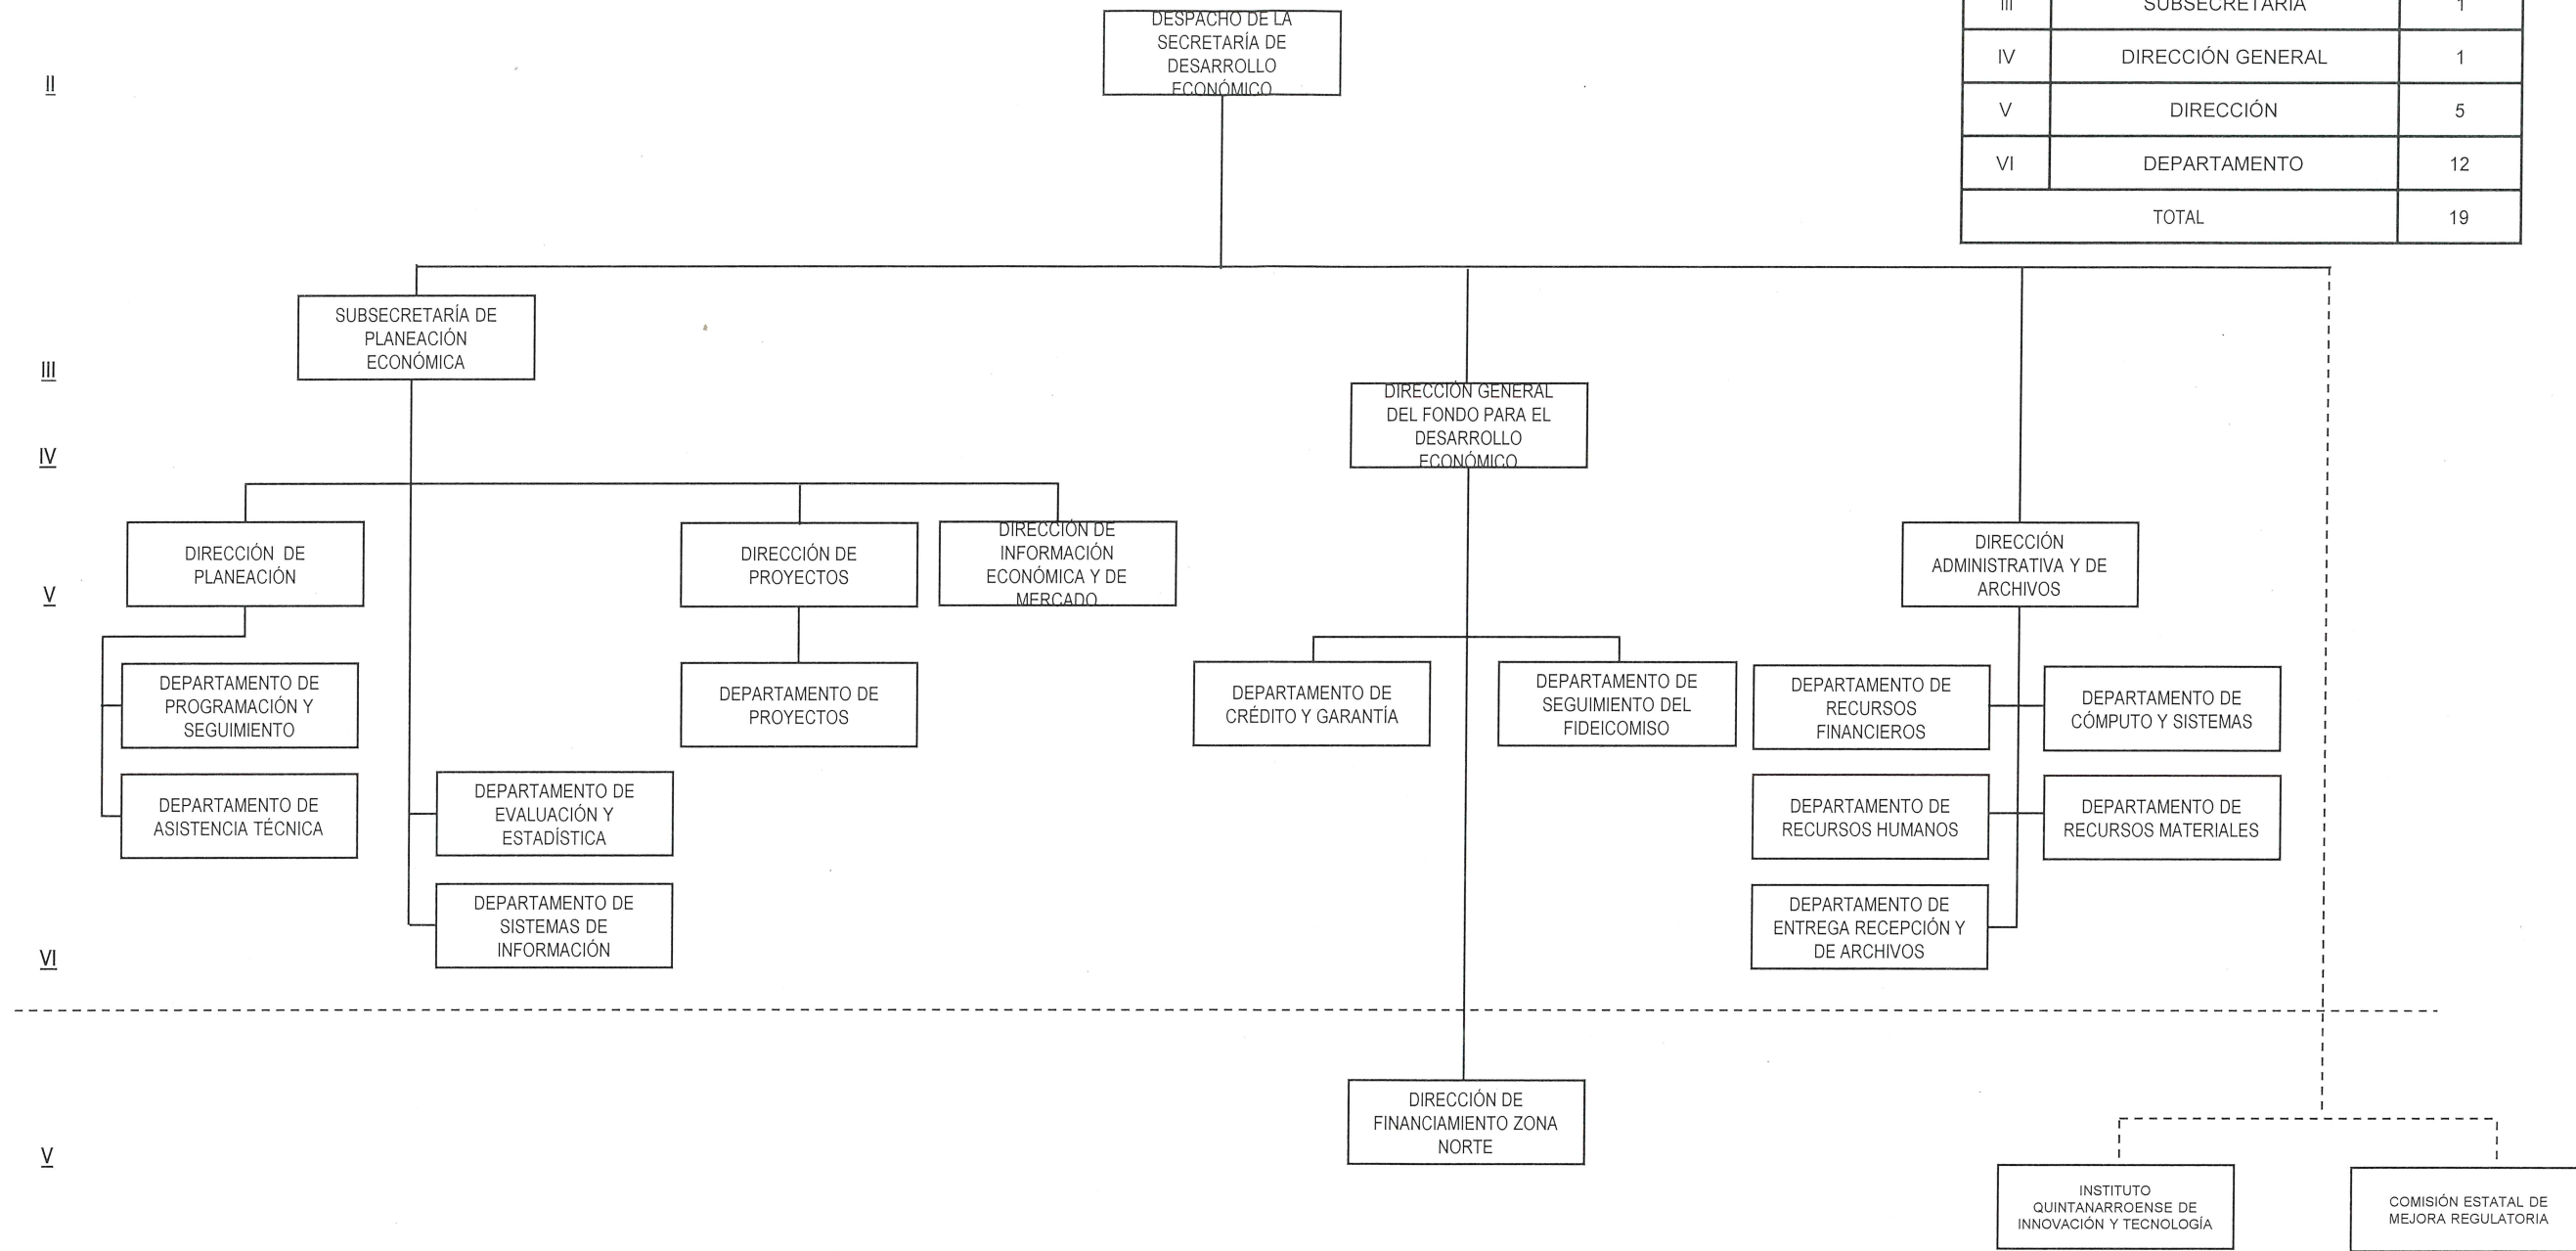 DESPACHO DE LA
SECRETARÍA DE
DESARROLLO
ECONÓMICO
III SUBSECRETARÍA 1
IV DIRECCIÓN GENERAL 1
V DIRECCIÓN 5
VI DEPARTAMENTO 12
TOTAL 19
II
SUBSECRETARÍA DE
PLANEACIÓN
ECONÓMICA
III
DIRECCIÓN GENERAL
DEL FONDO PARA EL
DESARROLLO
ECONÓMICO
IV
DIRECCIÓN DE
PLANEACIÓN
DIRECCIÓN DE
PROYECTOS
DIRECCIÓN DE
INFORMACIÓN
ECONÓMICA Y DE
MERCADO
DIRECCIÓN
ADMINISTRATIVA Y DE
ARCHIVOS
V
DEPARTAMENTO DE
PROGRAMACIÓN Y
SEGUIMIENTO
DEPARTAMENTO DE
PROYECTOS
DEPARTAMENTO DE
CRÉDITO Y GARANTÍA
DEPARTAMENTO DE
SEGUIMIENTO DEL
FIDEICOMISO
DEPARTAMENTO DE
RECURSOS
FINANCIEROS
DEPARTAMENTO DE
CÓMPUTO Y SISTEMAS
DEPARTAMENTO DE
ASISTENCIA TÉCNICA
DEPARTAMENTO DE
EVALUACIÓN Y
ESTADÍSTICA
DEPARTAMENTO DE
RECURSOS HUMANOS
DEPARTAMENTO DE
RECURSOS MATERIALES
DEPARTAMENTO DE
SISTEMAS DE
INFORMACIÓN
DEPARTAMENTO DE
ENTREGA RECEPCIÓN Y
DE ARCHIVOS
VI
DIRECCIÓN DE
FINANCIAMIENTO ZONA
NORTE
V
INSTITUTO
QUINTANARROENSE DE
INNOVACIÓN Y TECNOLOGÍA
COMISIÓN ESTATAL DE
MEJORA REGULATORIA